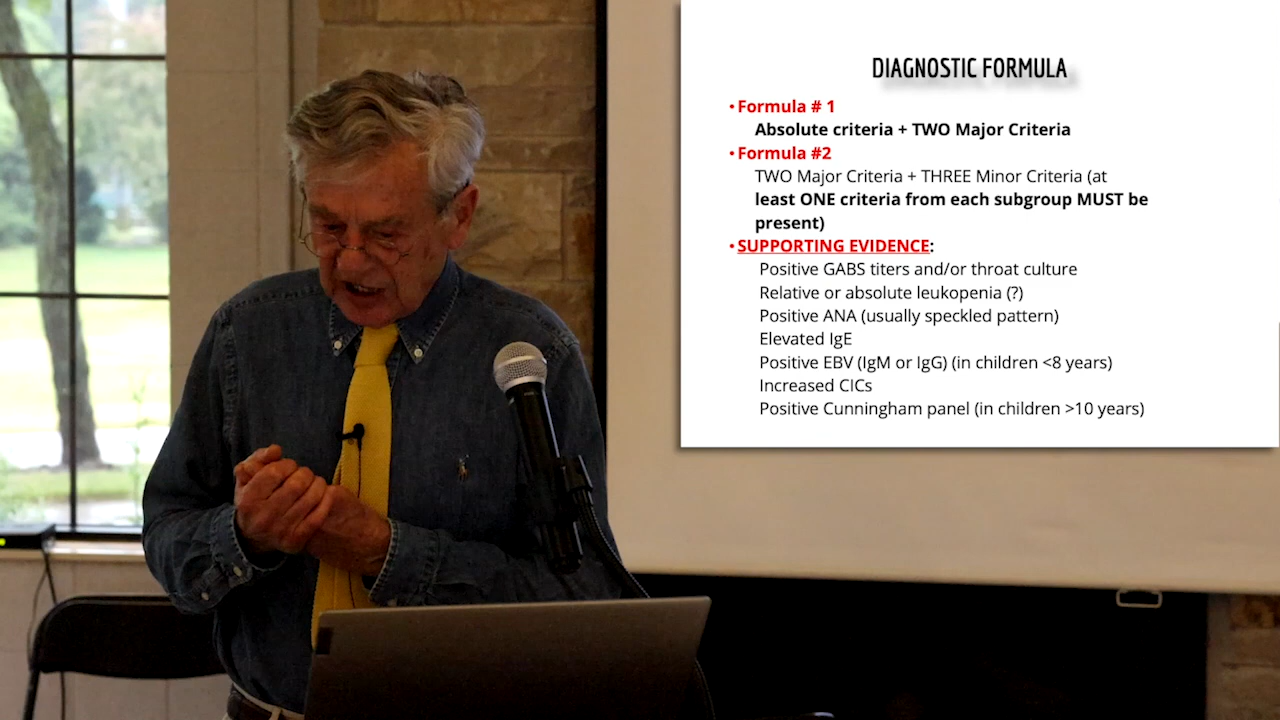 DIAGNOSTIC FORMULA
•Formula # 1
Absolute criteria + TWO Major Criteria
•Formula #2
TWO Major Criteria + THREE Minor Criteria (at
least ONE criteria from each subgroup MUST be
present)
•SUPPORTING EVIDENCE:
Positive GABS titers and/or throat culture
Relative or absolute leukopenia (?)
Positive ANA (usually speckled pattern)
Elevated IgE
Positive EBV (IgM or IgG) (in children <8 years)
Increased CICs
Positive Cunningham panel (in children >10 years)